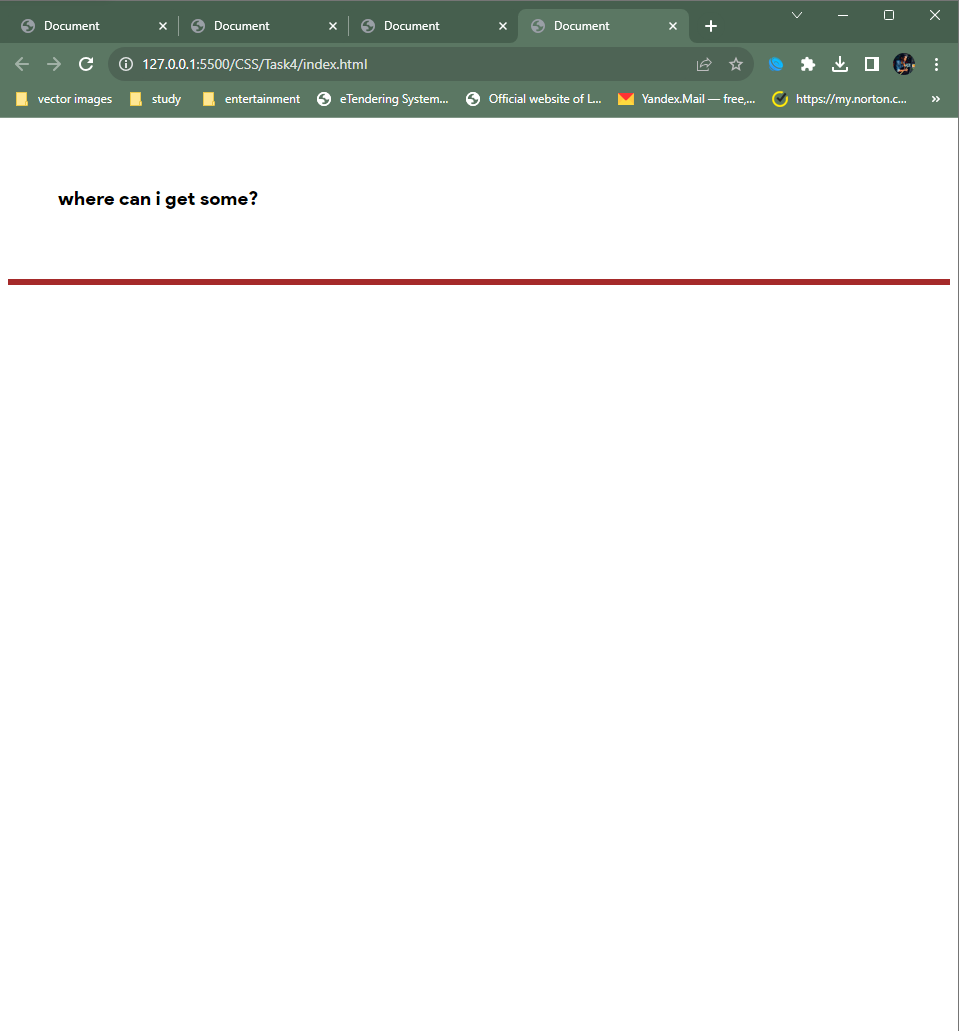 Document Document Document Document
127.0.0.1:5500/CSS/Task4/index.html
vector images study entertainment eTendering System... Official website of L... Yandex.Mail — free,... https://my.norton.c... »
where can i get some?